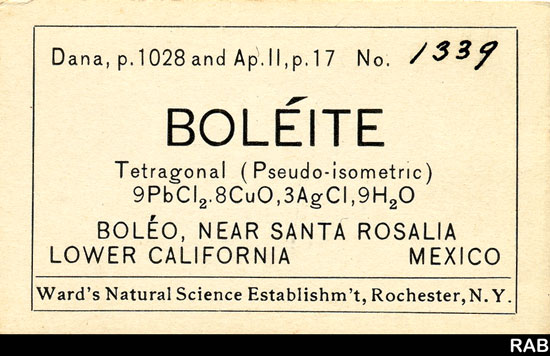 Dana, p.1028 and Ap.II, p.17 No. 1339
BOLÉITE
Tetragonal (Pseudo-isometric)
9PbCl₂.8CuO,3AgCl,9H₂O
BOLÉO, NEAR SANTA ROSALIA
LOWER CALIFORNIA MEXICO
Ward's Natural Science Establishm't, Rochester, N.Y.
RAB